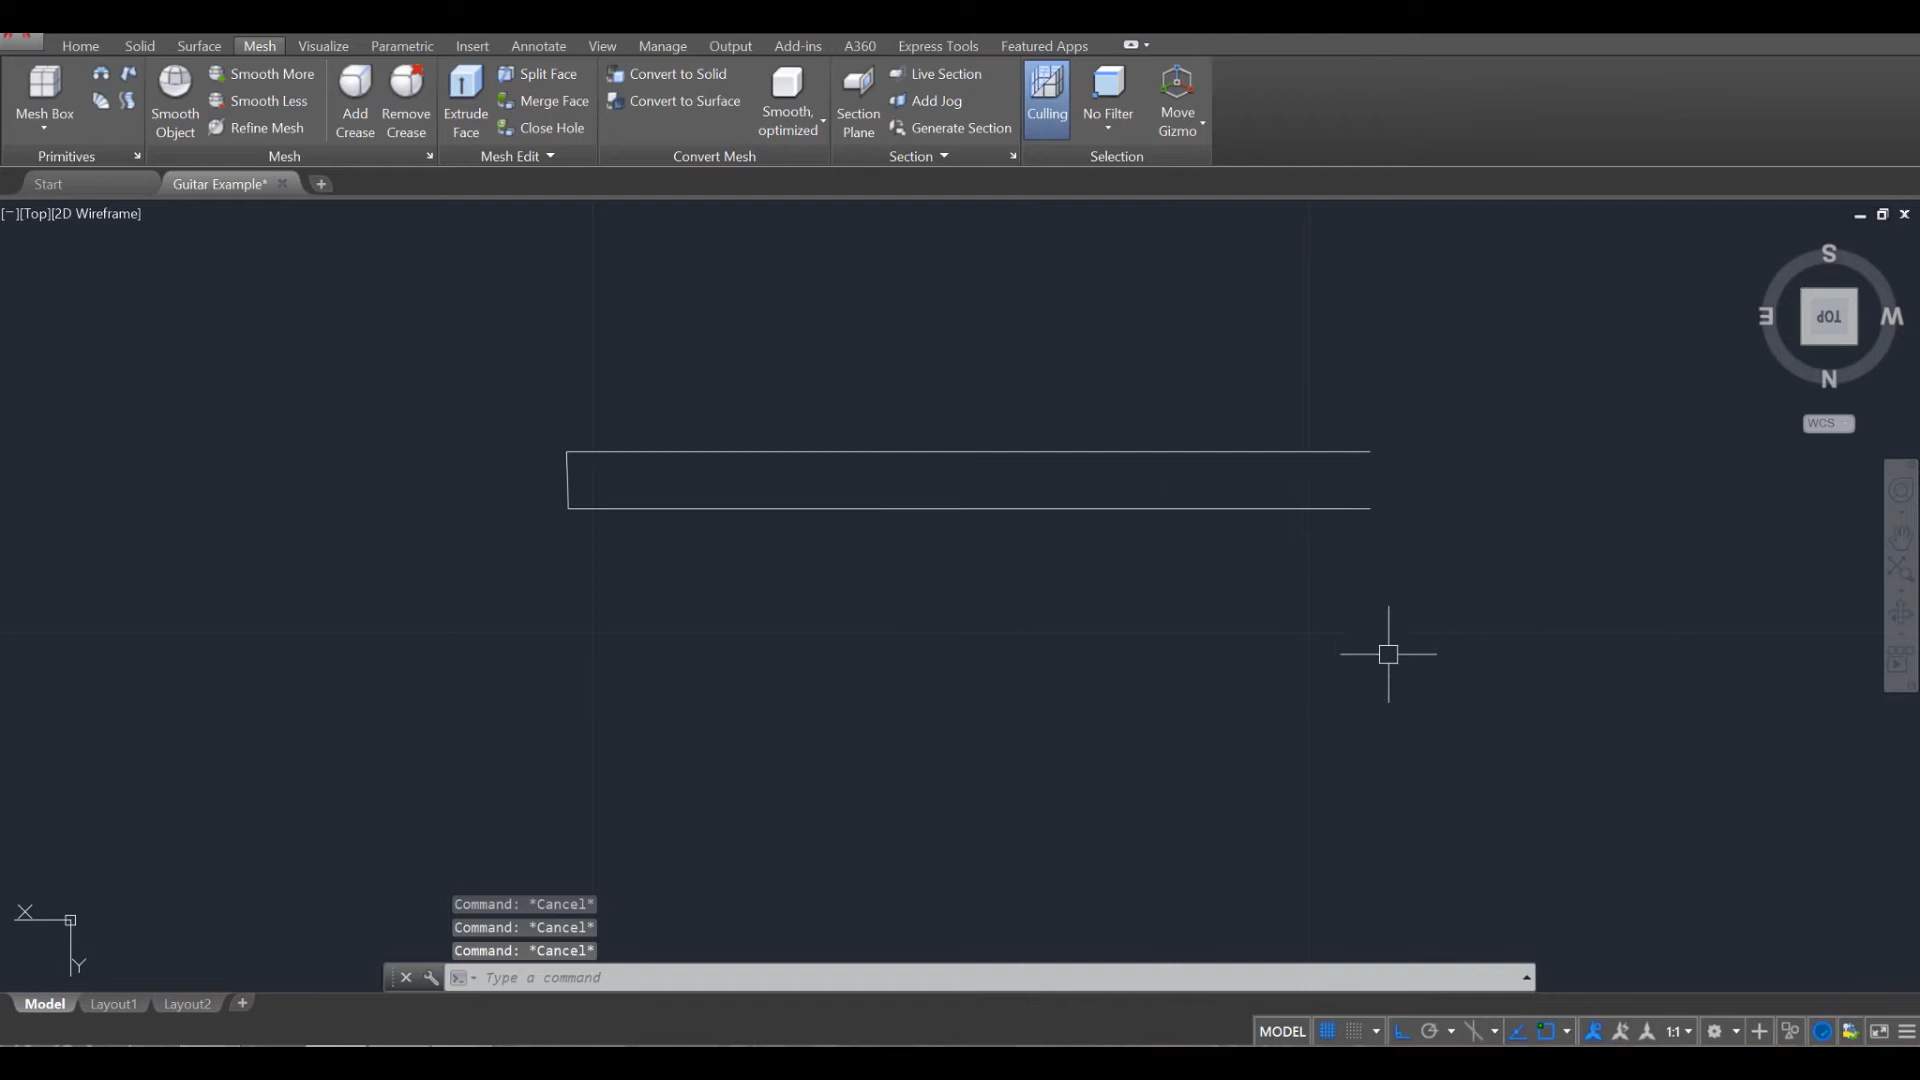 Home Solid Surface Mesh Visualize Parametric Insert Annotate View Manage Output Add-ins A360 Express Tools Featured Apps
Mesh Box
Smooth Object
Smooth More
Smooth Less
Refine Mesh
Add Crease
Remove Crease
Extrude Face
Split Face
Merge Face
Close Hole
Convert to Solid
Convert to Surface
Smooth, optimized
Section Plane
Live Section
Add Jog
Generate Section
Culling
No Filter
Move Gizmo
Primitives Mesh Mesh Edit Convert Mesh Section Selection
Start Guitar Example*
[−][Top][2D Wireframe]
S
E TOP W
N
WCS
X
Y
Command: *Cancel*
Command: *Cancel*
Command: *Cancel*
Type a command
Model Layout1 Layout2
MODEL 1:1